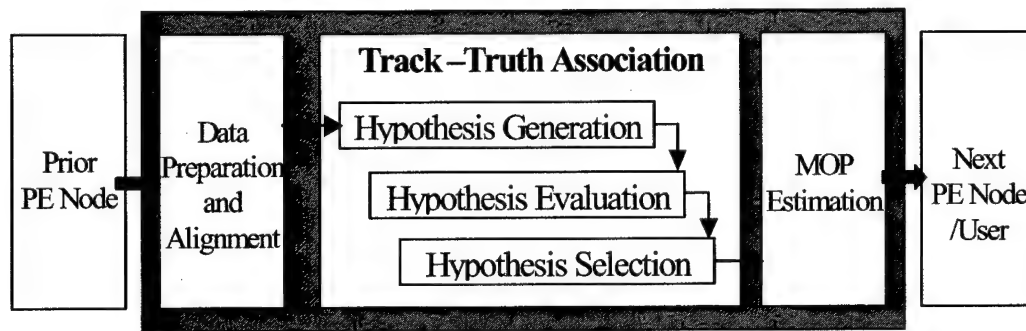 Prior
PE Node
Data
Preparation
and
Alignment
Track–Truth Association
Hypothesis Generation
Hypothesis Evaluation
Hypothesis Selection
MOP
Estimation
Next
PE Node
/User